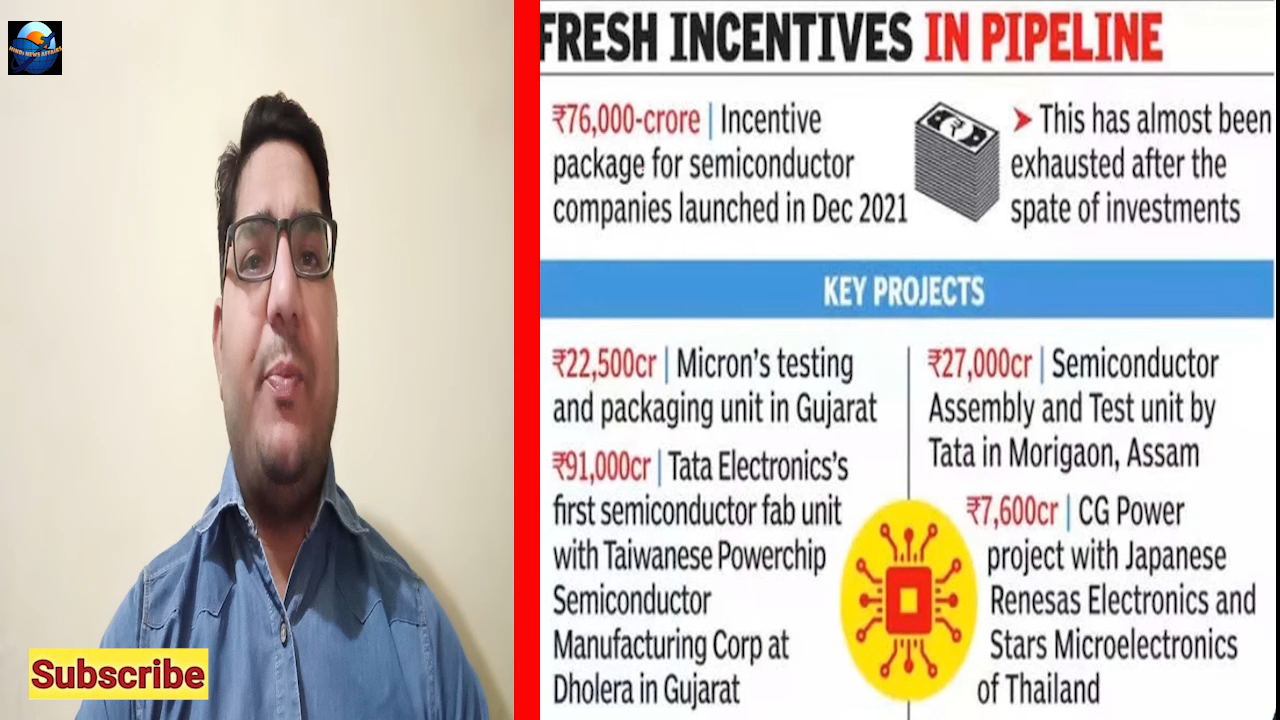 HINDI NEWS AFFAIRS
Subscribe
FRESH INCENTIVES IN PIPELINE
₹76,000-crore | Incentive
package for semiconductor
companies launched in Dec 2021
➤ This has almost been
exhausted after the
spate of investments
KEY PROJECTS
₹22,500cr | Micron's testing
and packaging unit in Gujarat
₹91,000cr | Tata Electronics's
first semiconductor fab unit
with Taiwanese Powerchip
Semiconductor
Manufacturing Corp at
Dholera in Gujarat
₹27,000cr | Semiconductor
Assembly and Test unit by
Tata in Morigaon, Assam
₹7,600cr | CG Power
project with Japanese
Renesas Electronics and
Stars Microelectronics
of Thailand